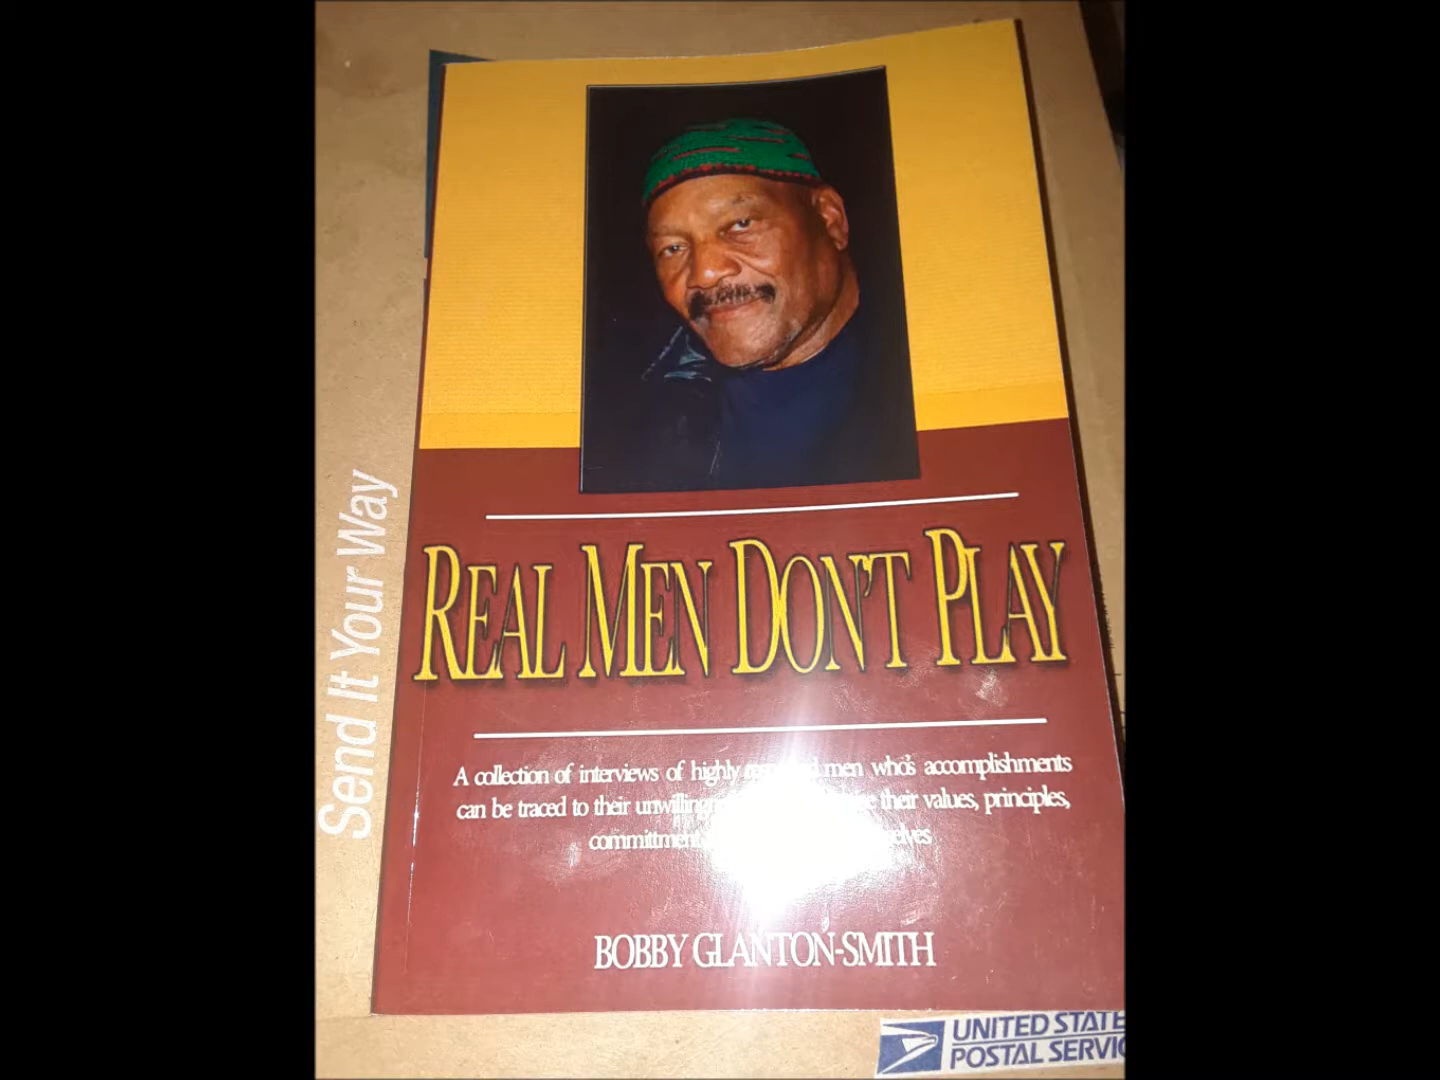 Send It Your Way
REAL MEN DON'T PLAY
A collection of interviews of highly men who's accomplishments
can be traced to their their values, principles,
BOBBY GLANTON-SMITH
UNITED STATE
POSTAL SERVIC